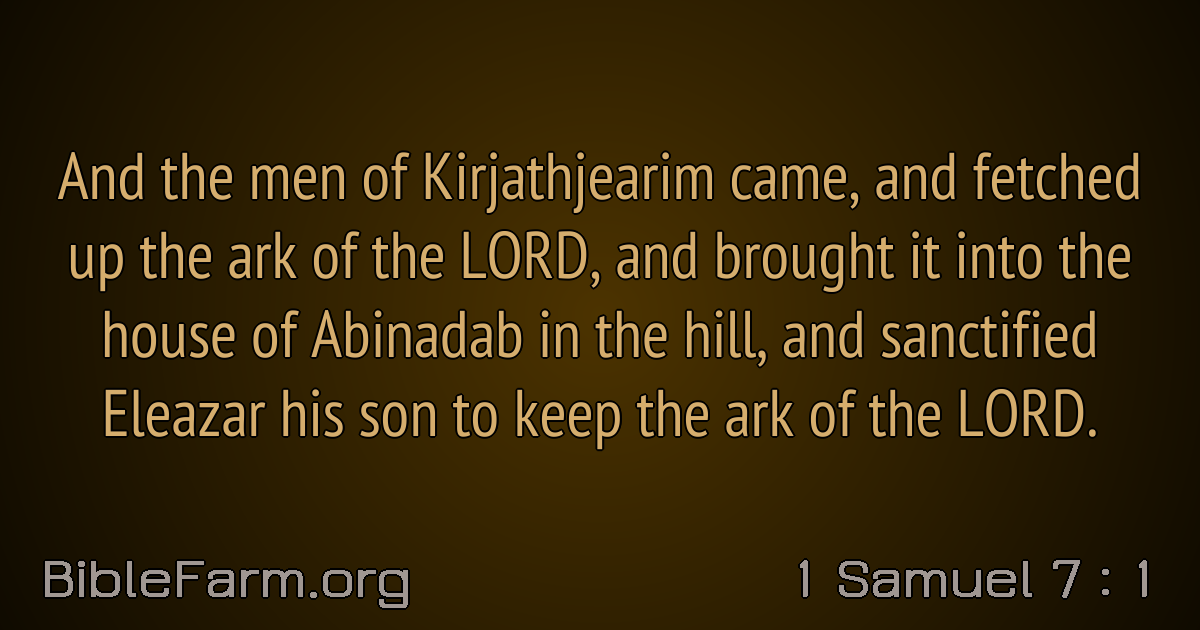 And the men of Kirjathjearim came, and fetched
up the ark of the LORD, and brought it into the
house of Abinadab in the hill, and sanctified
Eleazar his son to keep the ark of the LORD.
BibleFarm.org
1 Samuel 7 : 1